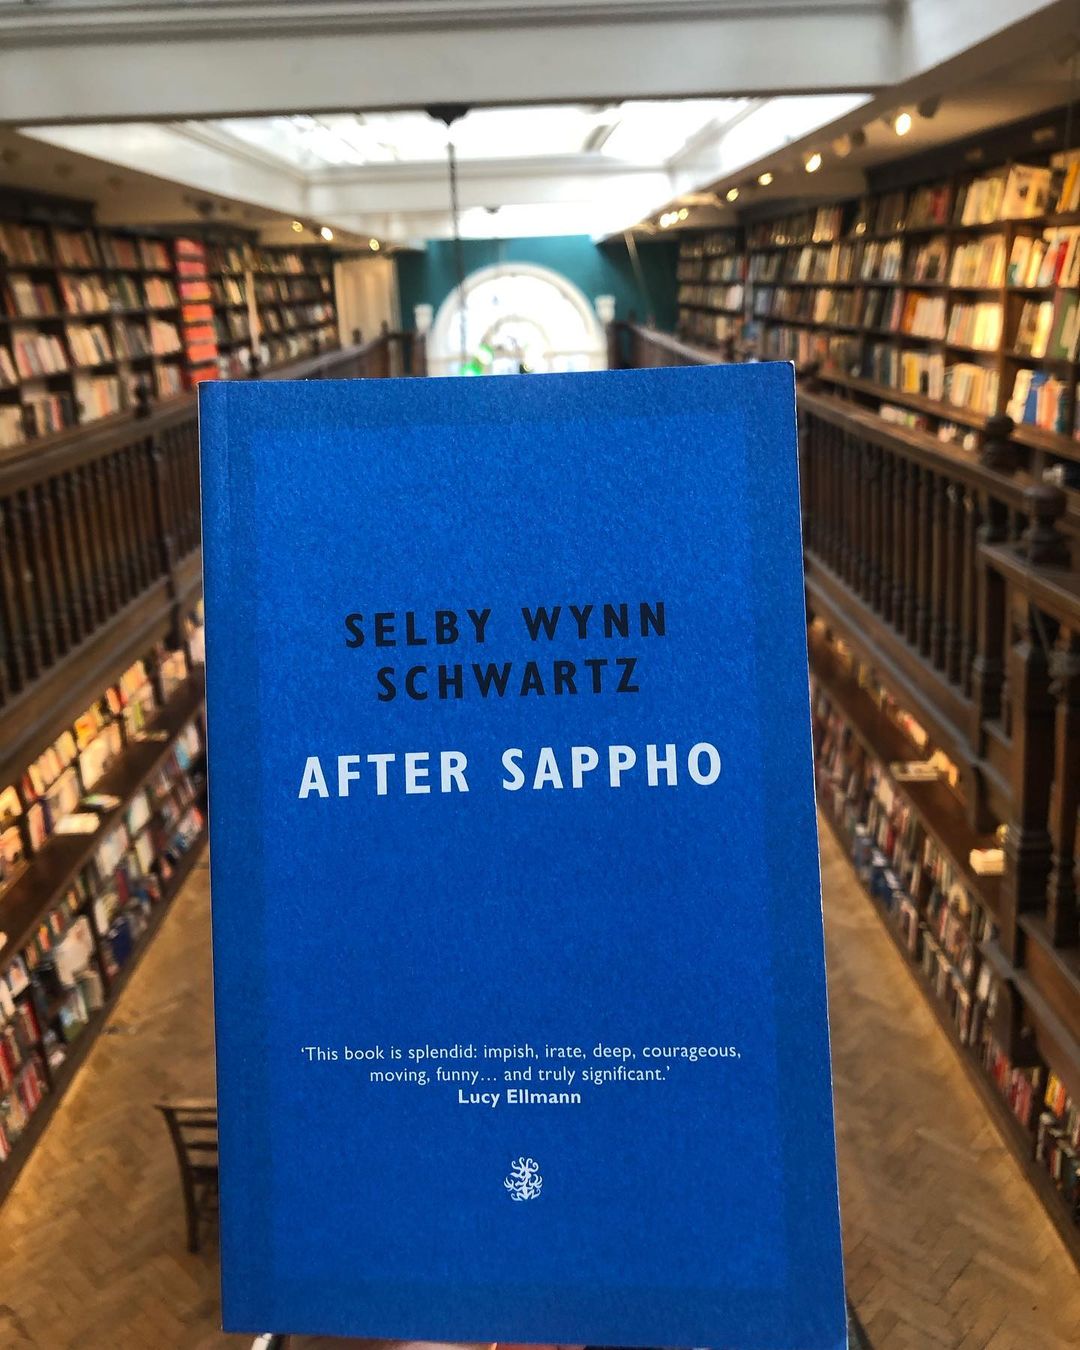 SELBY WYNN
SCHWARTZ
AFTER SAPPHO
‘This book is splendid: impish, irate, deep, courageous,
moving, funny… and truly significant.’
Lucy Ellmann